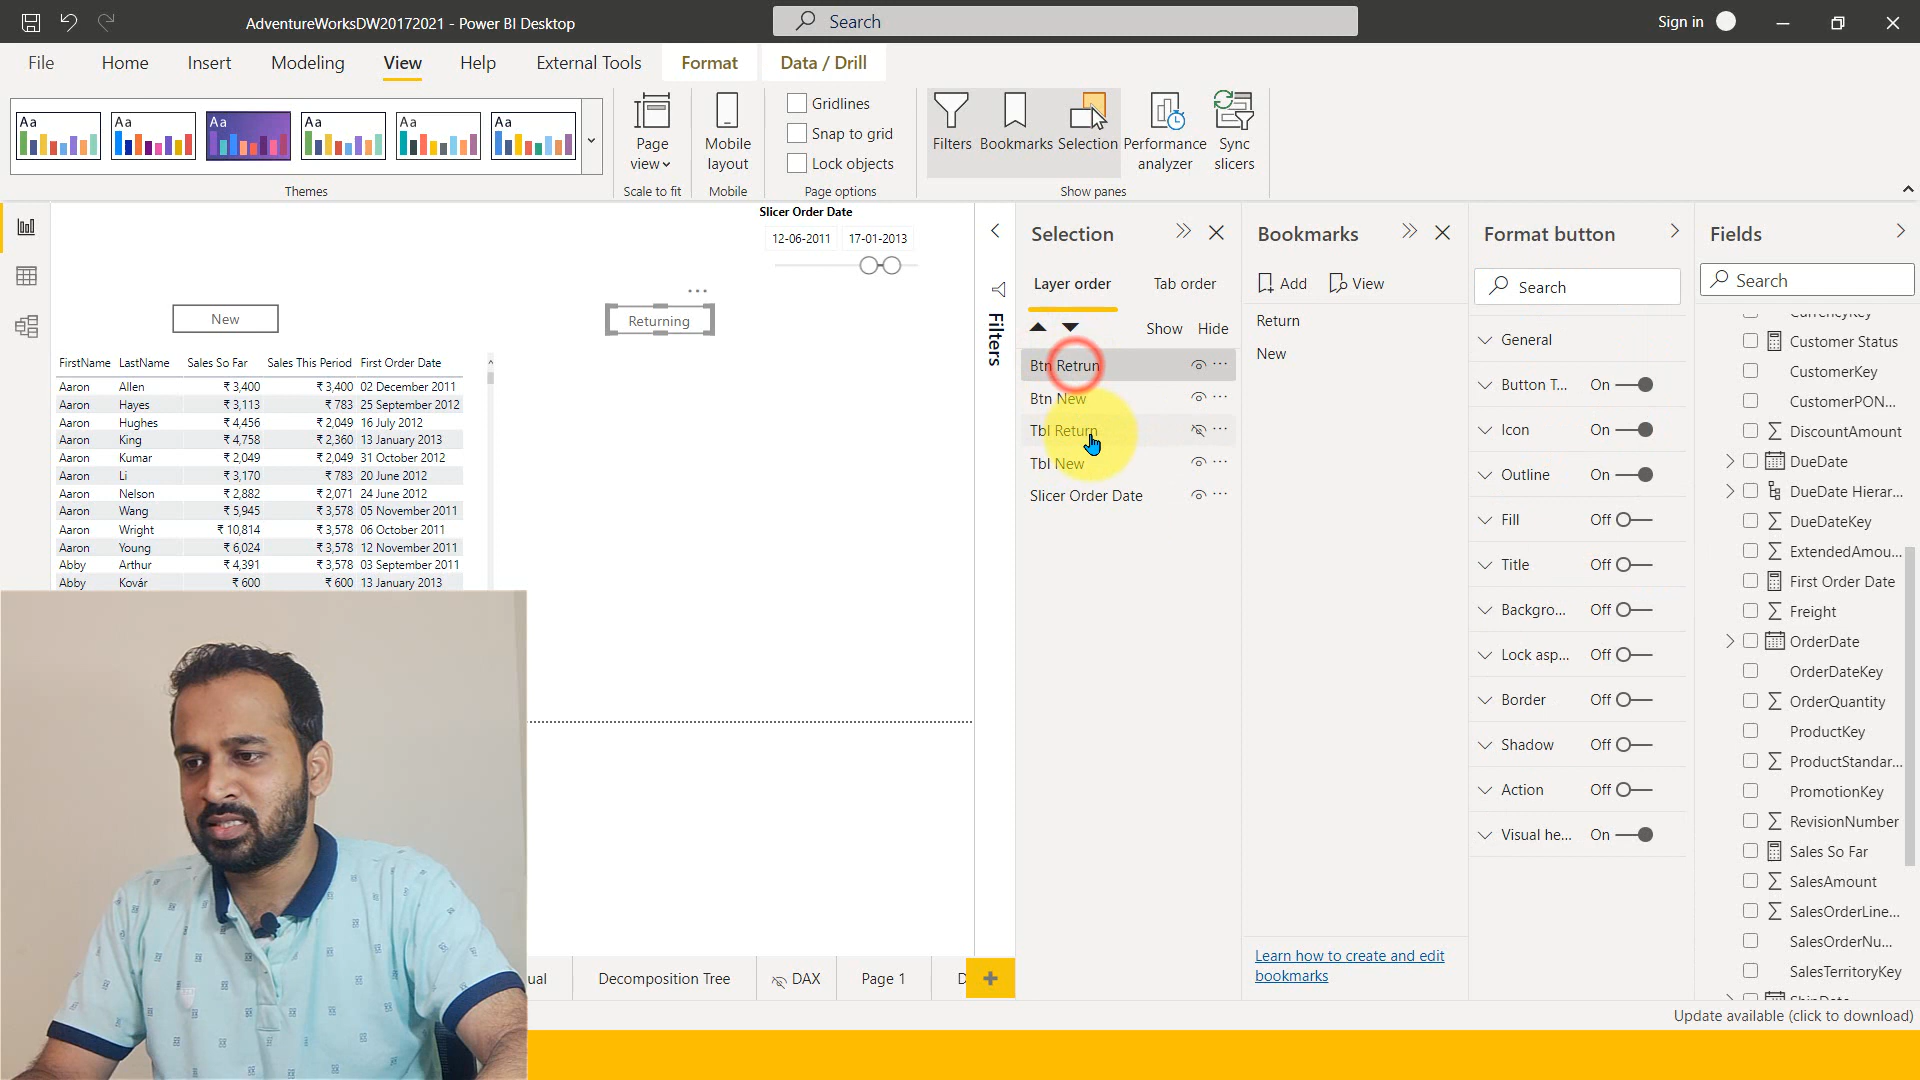 AdventureWorksDW20172021 - Power BI Desktop
Search
Sign in
File
Home
Insert
Modeling
View
Help
External Tools
Format
Data / Drill
Aa
Aa
Aa
Aa
Aa
Aa
Themes
Page
view
Scale to fit
Mobile
layout
Mobile
Gridlines
Snap to grid
Lock objects
Page options
Filters
Bookmarks
Selection
Performance
analyzer
Sync
slicers
Show panes
Slicer Order Date
12-06-2011 17-01-2013
New
Returning
FirstName LastName Sales So Far Sales This Period First Order Date
Aaron Allen ₹ 3,400 ₹ 3,400 02 December 2011
Aaron Hayes ₹ 3,113 ₹ 783 25 September 2012
Aaron Hughes ₹ 4,456 ₹ 2,049 16 July 2012
Aaron King ₹ 4,758 ₹ 2,360 13 January 2013
Aaron Kumar ₹ 2,049 ₹ 2,049 31 October 2012
Aaron Li ₹ 3,170 ₹ 783 20 June 2012
Aaron Nelson ₹ 2,882 ₹ 2,071 24 June 2012
Aaron Wang ₹ 5,945 ₹ 3,578 05 November 2011
Aaron Wright ₹ 10,814 ₹ 3,578 06 October 2011
Aaron Young ₹ 6,024 ₹ 3,578 12 November 2011
Abby Arthur ₹ 4,391 ₹ 3,578 03 September 2011
Abby Kovár ₹ 600 ₹ 600 13 January 2013
Filters
Selection
Layer order
Tab order
Show Hide
Btn Retrun
Btn New
Tbl Return
Tbl New
Slicer Order Date
Bookmarks
Add
View
Return
New
Learn how to create and edit
bookmarks
Format button
Search
General
Button T... On
Icon On
Outline On
Fill Off
Title Off
Backgro... Off
Lock asp... Off
Border Off
Shadow Off
Action Off
Visual he... On
Fields
Search
CurrencyKey
Customer Status
CustomerKey
CustomerPON...
DiscountAmount
DueDate
DueDate Hierar...
DueDateKey
ExtendedAmou...
First Order Date
Freight
OrderDate
OrderDateKey
OrderQuantity
ProductKey
ProductStandar...
PromotionKey
RevisionNumber
Sales So Far
SalesAmount
SalesOrderLine...
SalesOrderNu...
SalesTerritoryKey
ShipDate
ual
Decomposition Tree
DAX
Page 1
D
Update available (click to download)